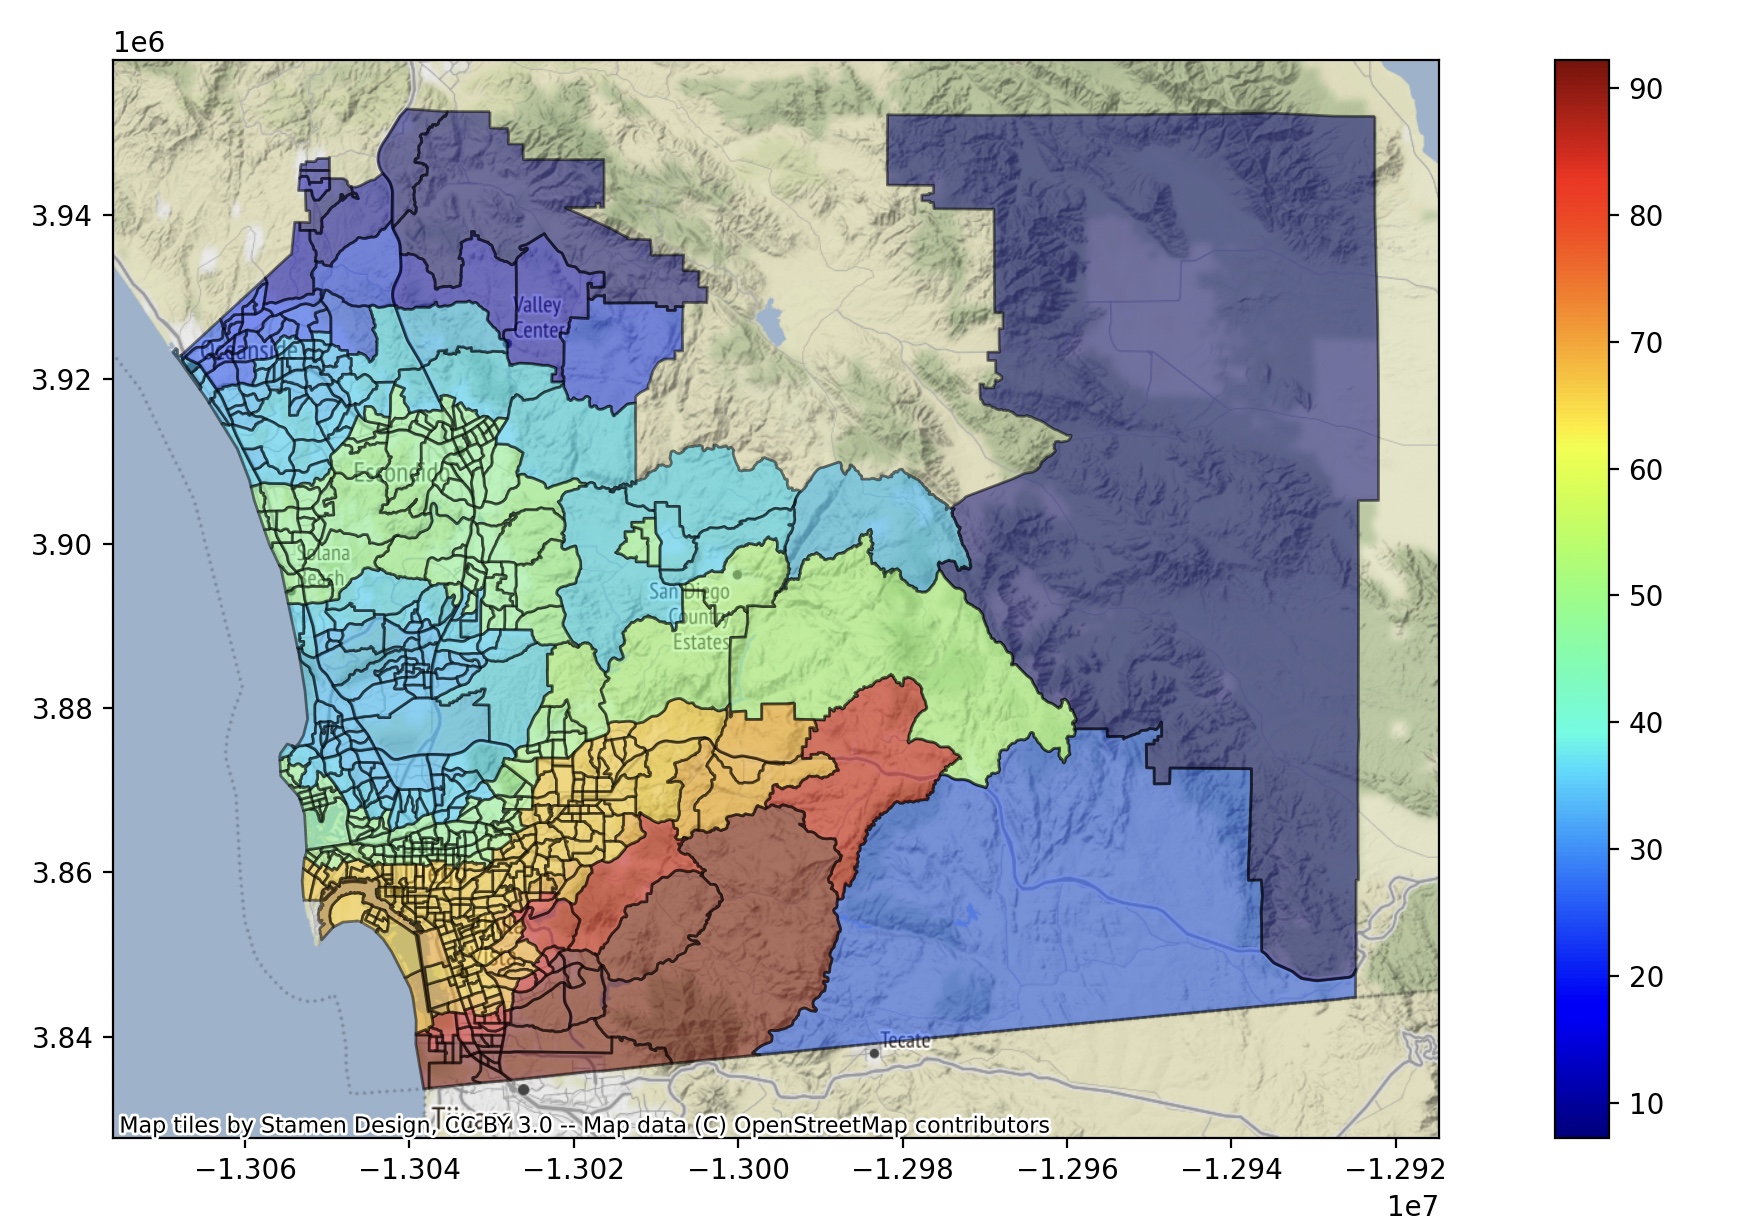 1e6
3.94
3.92
3.90
3.88
3.86
3.84
Valley
Center
Oceanside
Escondido
Solana
Beach
San Diego
Country
Estates
Tecate
Map tiles by Stamen Design, CC BY 3.0 -- Map data (C) OpenStreetMap contributors
−1.306
−1.304
−1.302
−1.300
−1.298
−1.296
−1.294
−1.292
1e7
90
80
70
60
50
40
30
20
10